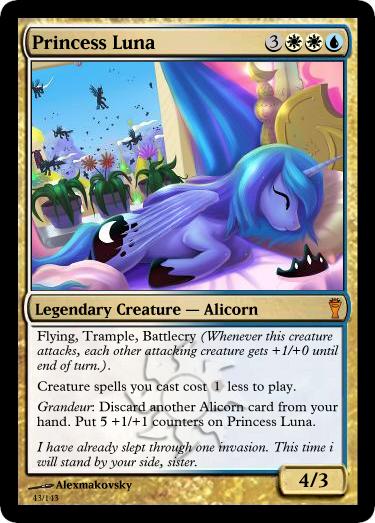 Princess Luna 3
Legendary Creature — Alicorn
Flying, Trample, Battlecry (Whenever this creature
attacks, each other attacking creature gets +1/+0 until
end of turn.).
Creature spells you cast cost 1 less to play.
Grandeur: Discard another Alicorn card from your
hand. Put 5 +1/+1 counters on Princess Luna.
I have already slept through one invasion. This time i
will stand by your side, sister.
Alexmakovsky
43/143
4/3